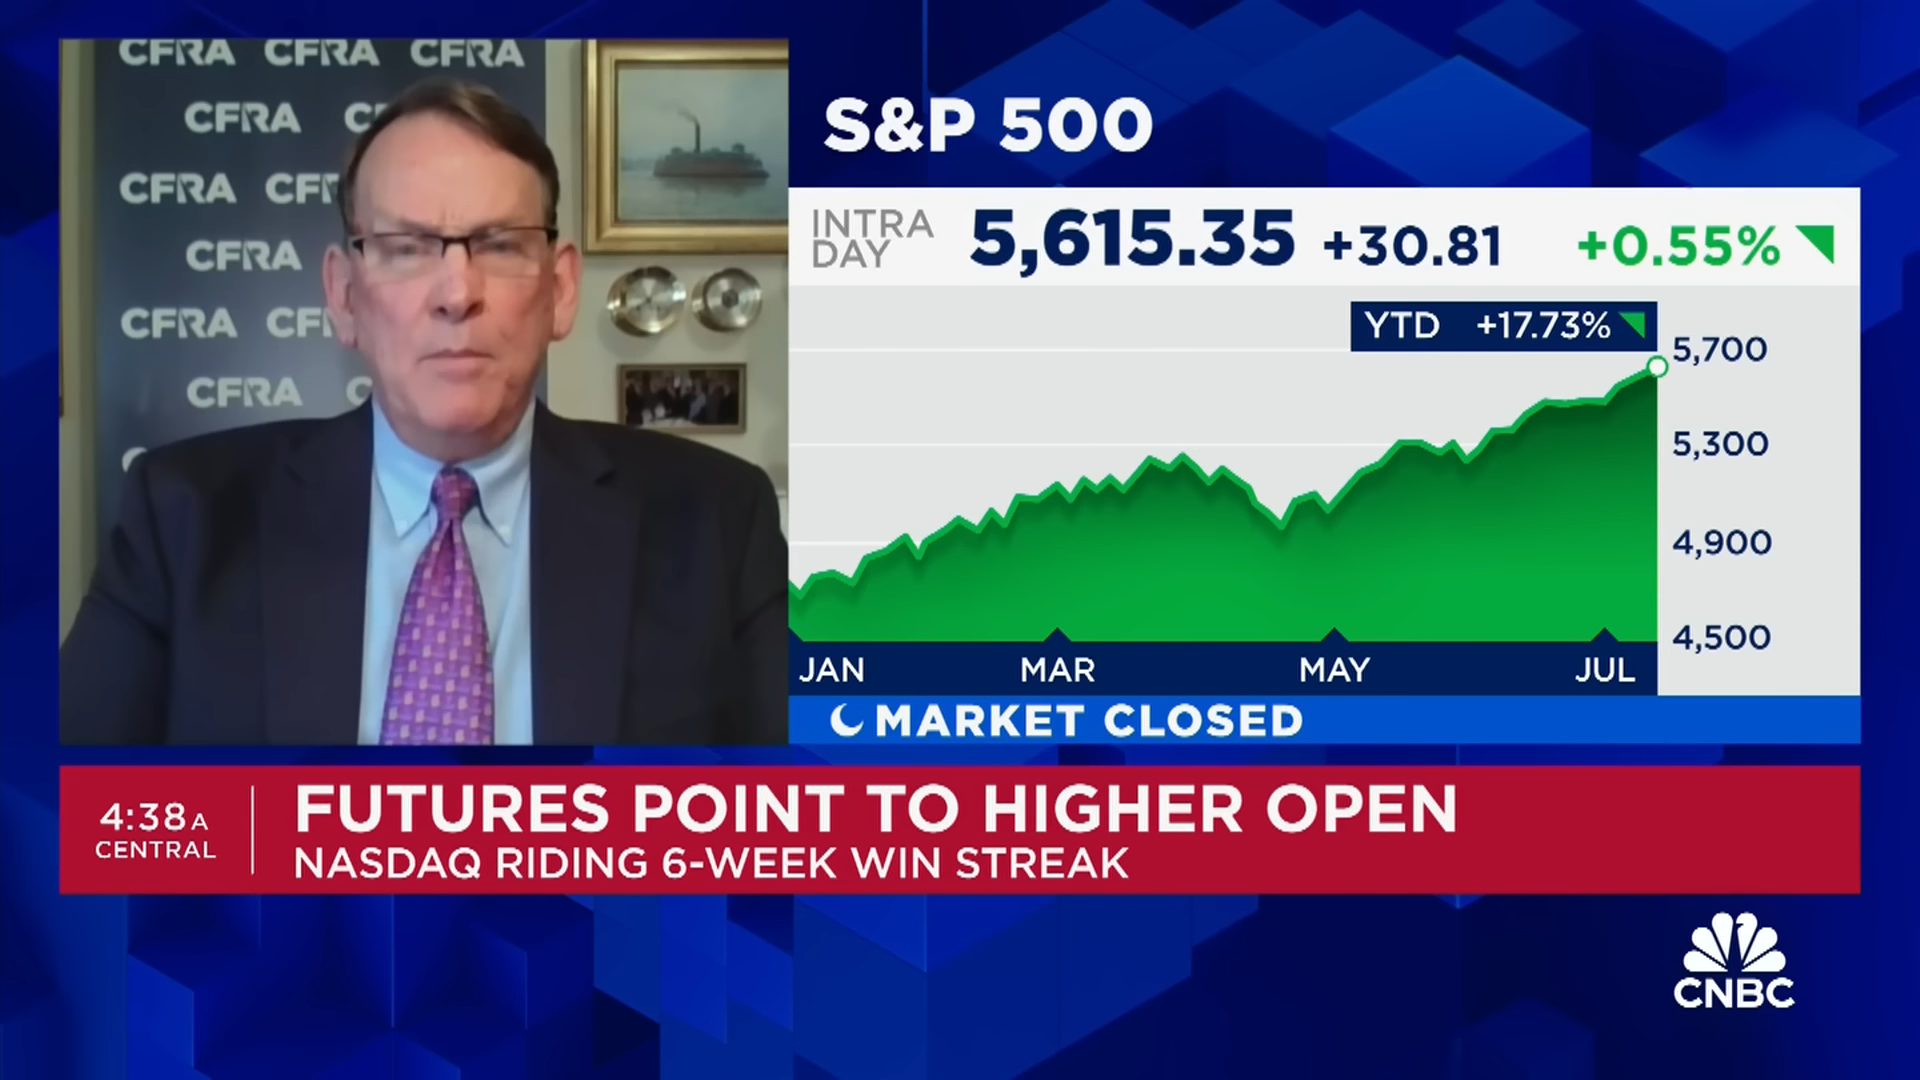 CFRA CFRA CFRA
CFRA
CFRA
CFRA
CFRA
CFRA
S&P 500
INTRA
DAY
5,615.35 +30.81 +0.55%
YTD +17.73%
5,700
5,300
4,900
4,500
JAN MAR MAY JUL
MARKET CLOSED
4:38A
CENTRAL
FUTURES POINT TO HIGHER OPEN
NASDAQ RIDING 6-WEEK WIN STREAK
CNBC